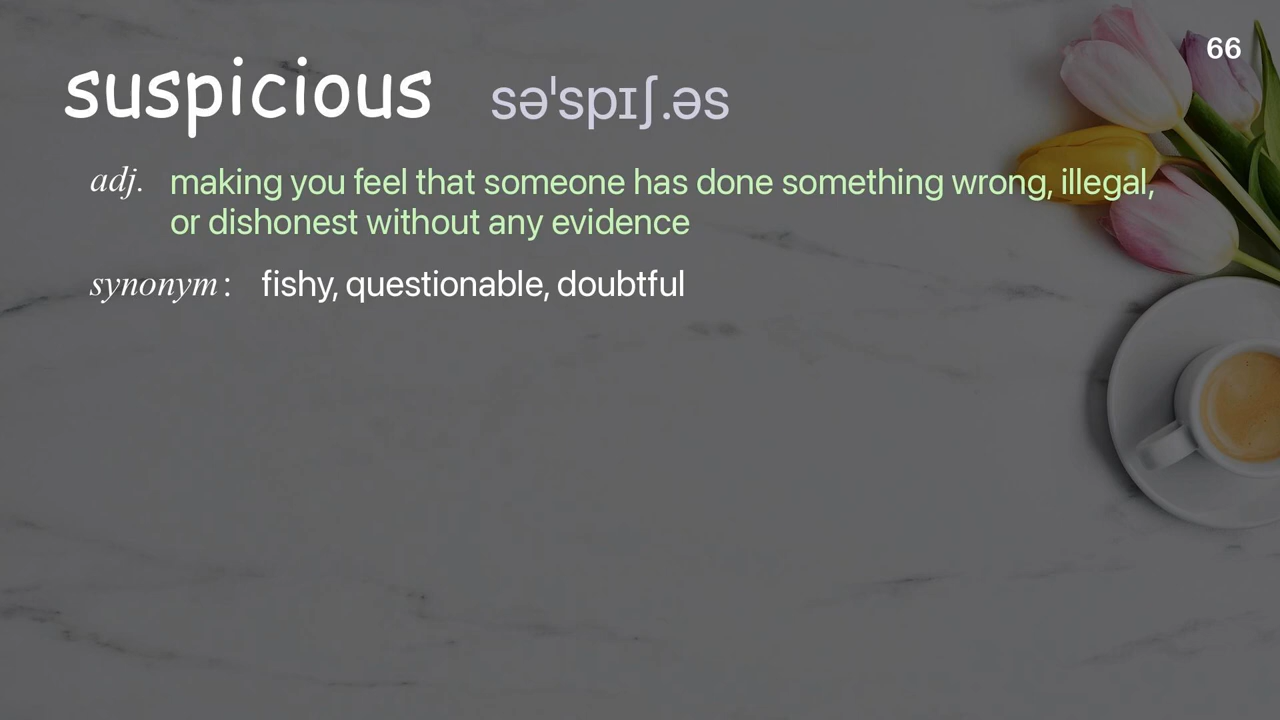 66
suspicious səˈspɪʃ.əs
adj. making you feel that someone has done something wrong, illegal,
or dishonest without any evidence
synonym: fishy, questionable, doubtful